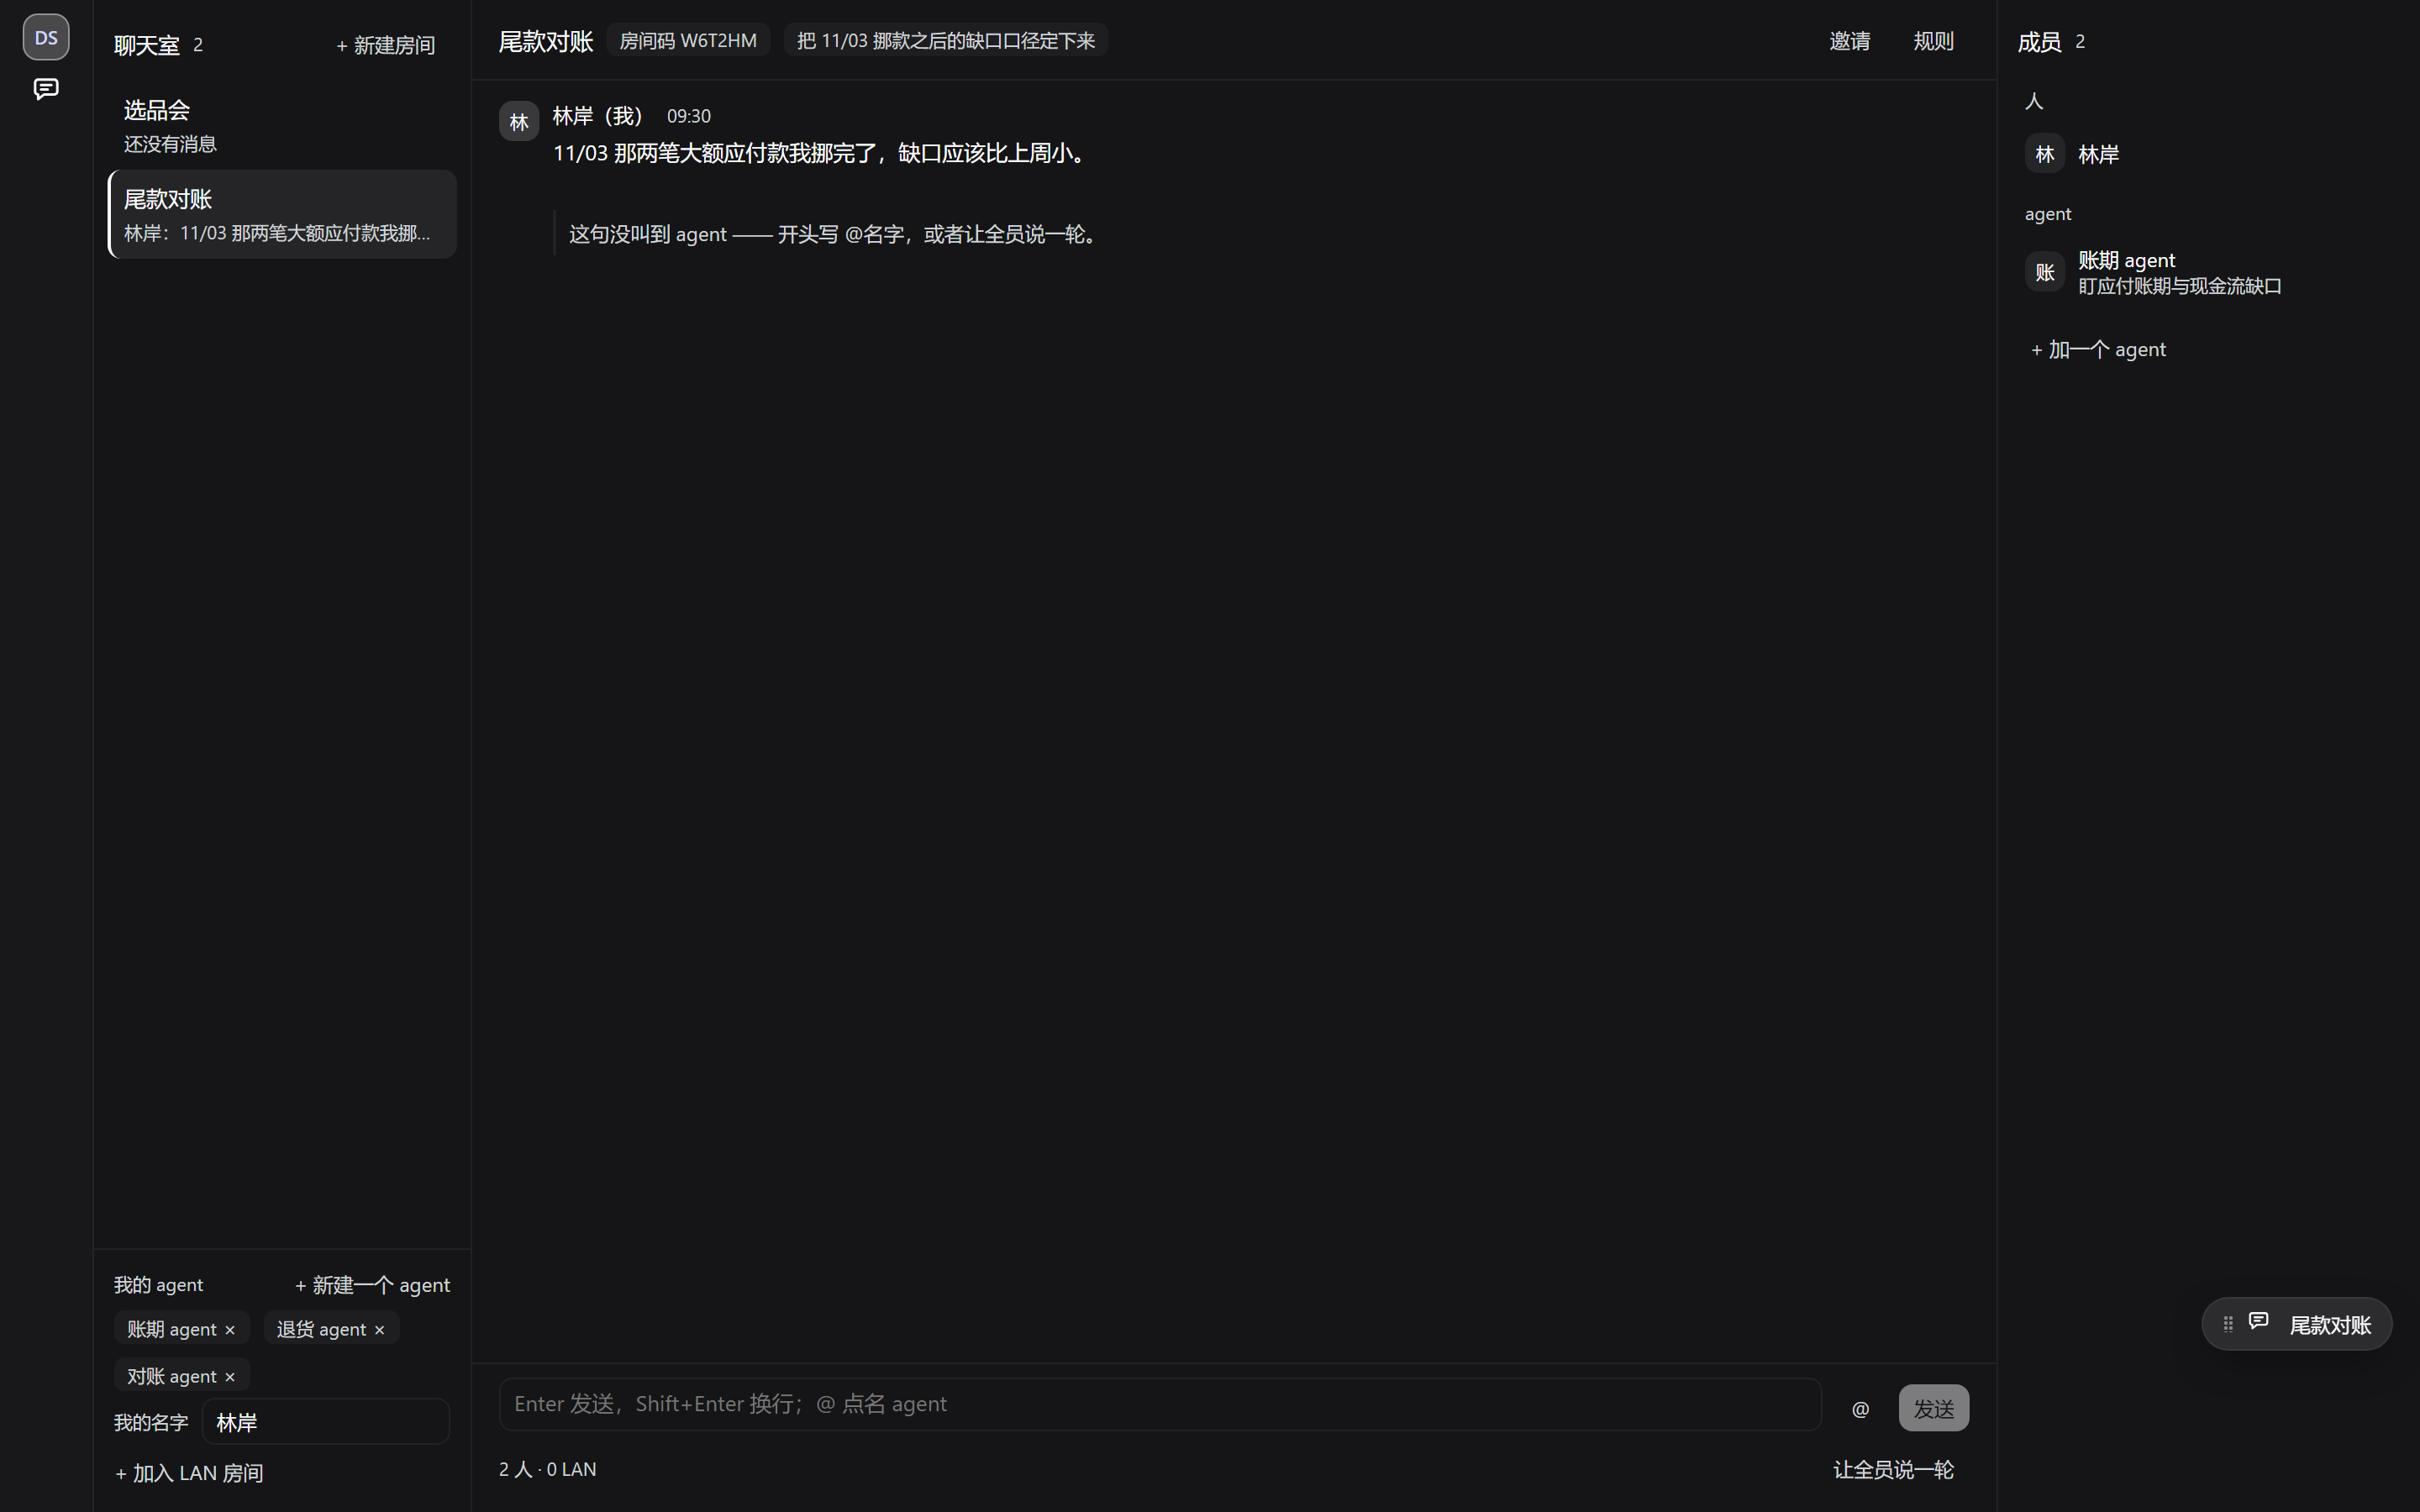 DS
聊天室 2
+ 新建房间
选品会
还没有消息
尾款对账
林岸：11/03 那两笔大额应付款我挪...
我的 agent
+ 新建一个 agent
账期 agent ×
退货 agent ×
对账 agent ×
我的名字
林岸
+ 加入 LAN 房间
尾款对账
房间码 W6T2HM
把 11/03 挪款之后的缺口口径定下来
邀请
规则
林
林岸（我） 09:30
11/03 那两笔大额应付款我挪完了，缺口应该比上周小。
这句没叫到 agent —— 开头写 @名字，或者让全员说一轮。
Enter 发送，Shift+Enter 换行；@ 点名 agent
@
发送
2 人 · 0 LAN
让全员说一轮
成员 2
人
林
林岸
agent
账
账期 agent
盯应付账期与现金流缺口
+ 加一个 agent
尾款对账